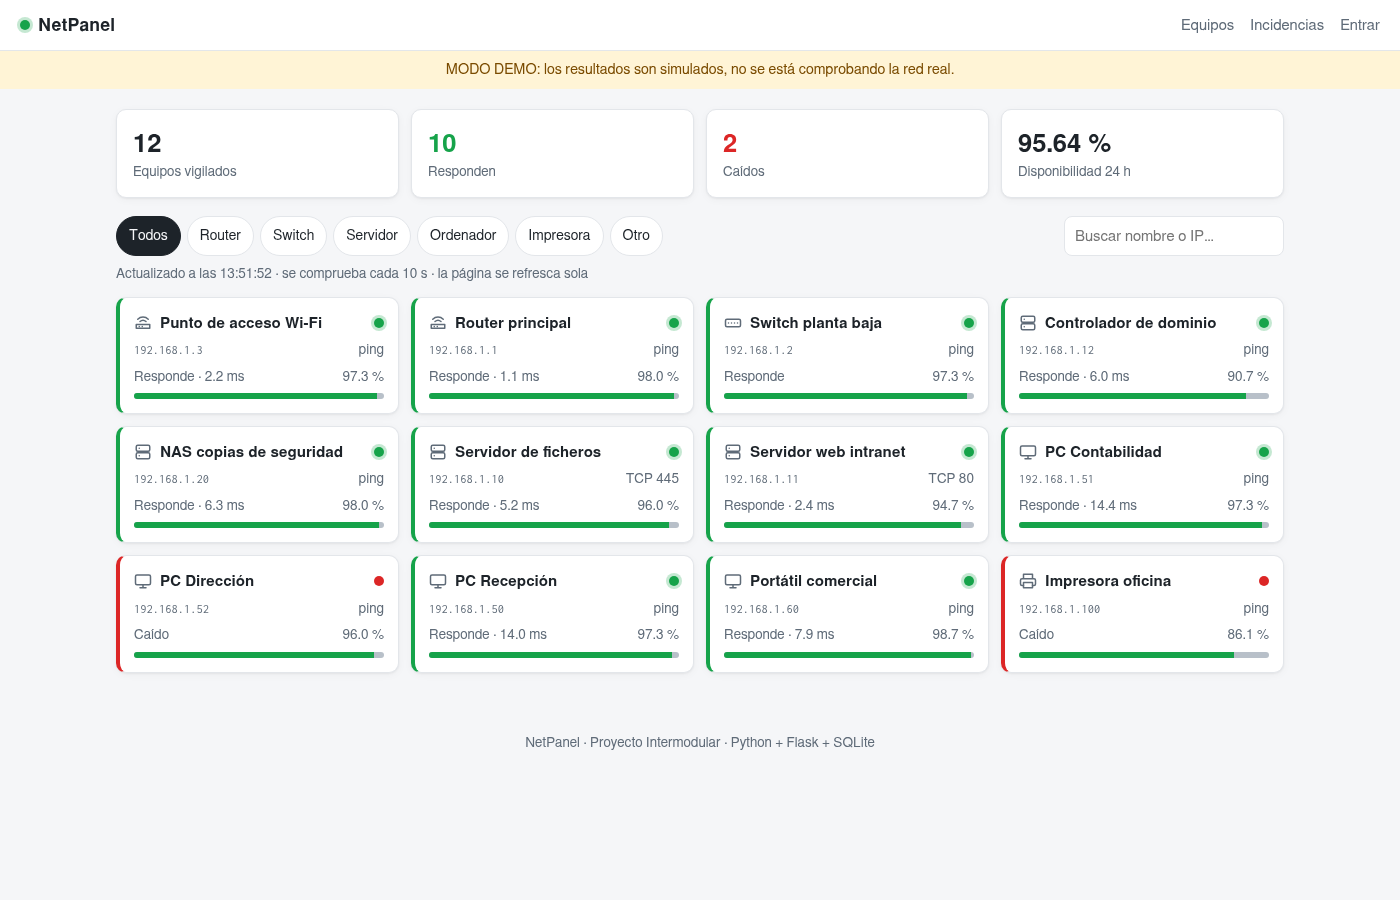 NetPanel
Equipos Incidencias Entrar
MODO DEMO: los resultados son simulados, no se está comprobando la red real.
12
Equipos vigilados
10
Responden
2
Caídos
95.64 %
Disponibilidad 24 h
Todos Router Switch Servidor Ordenador Impresora Otro
Buscar nombre o IP...
Actualizado a las 13:51:52 · se comprueba cada 10 s · la página se refresca sola
Punto de acceso Wi-Fi
192.168.1.3 ping
Responde · 2.2 ms 97.3 %
Router principal
192.168.1.1 ping
Responde · 1.1 ms 98.0 %
Switch planta baja
192.168.1.2 ping
Responde 97.3 %
Controlador de dominio
192.168.1.12 ping
Responde · 6.0 ms 90.7 %
NAS copias de seguridad
192.168.1.20 ping
Responde · 6.3 ms 98.0 %
Servidor de ficheros
192.168.1.10 TCP 445
Responde · 5.2 ms 96.0 %
Servidor web intranet
192.168.1.11 TCP 80
Responde · 2.4 ms 94.7 %
PC Contabilidad
192.168.1.51 ping
Responde · 14.4 ms 97.3 %
PC Dirección
192.168.1.52 ping
Caído 96.0 %
PC Recepción
192.168.1.50 ping
Responde · 14.0 ms 97.3 %
Portátil comercial
192.168.1.60 ping
Responde · 7.9 ms 98.7 %
Impresora oficina
192.168.1.100 ping
Caído 86.1 %
NetPanel · Proyecto Intermodular · Python + Flask + SQLite